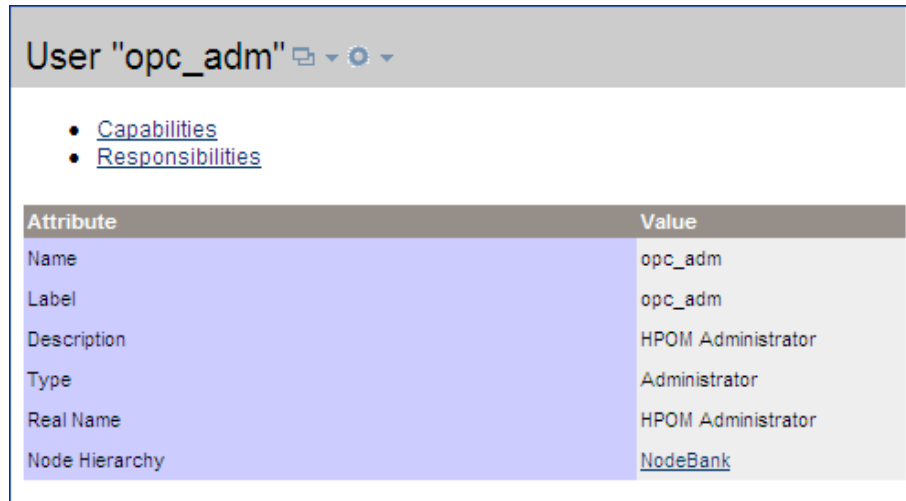 User "opc_adm"
Capabilities
Responsibilities
Attribute Value
Name opc_adm
Label opc_adm
Description HPOM Administrator
Type Administrator
Real Name HPOM Administrator
Node Hierarchy NodeBank